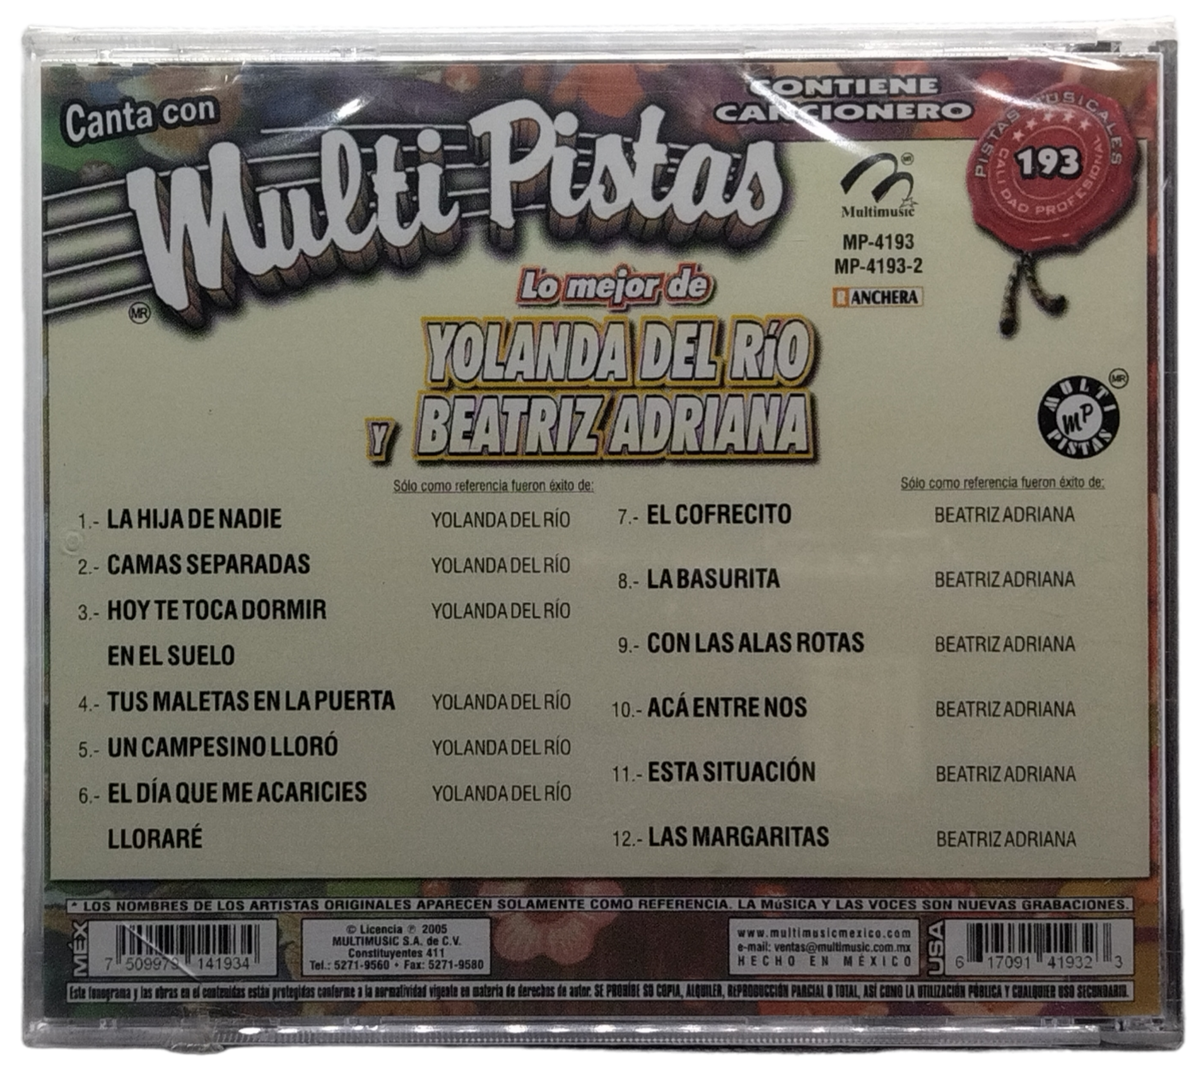 Canta con
Multi Pistas
MR
CONTIENE
CANCIONERO
PISTAS MUSICALES
193
CALIDAD PROFESIONAL
MR
Multimusic
MP-4193
MP-4193-2
RANCHERA
Lo mejor de
YOLANDA DEL RÍO
Y BEATRIZ ADRIANA
MULTI
MP
PISTAS
MR
Sólo como referencia fueron éxito de:
1.- LA HIJA DE NADIE YOLANDA DEL RÍO
2.- CAMAS SEPARADAS YOLANDA DEL RÍO
3.- HOY TE TOCA DORMIR YOLANDA DEL RÍO
EN EL SUELO
4.- TUS MALETAS EN LA PUERTA YOLANDA DEL RÍO
5.- UN CAMPESINO LLORÓ YOLANDA DEL RÍO
6.- EL DÍA QUE ME ACARICIES YOLANDA DEL RÍO
LLORARÉ
Sólo como referencia fueron éxito de:
7.- EL COFRECITO BEATRIZ ADRIANA
8.- LA BASURITA BEATRIZ ADRIANA
9.- CON LAS ALAS ROTAS BEATRIZ ADRIANA
10.- ACÁ ENTRE NOS BEATRIZ ADRIANA
11.- ESTA SITUACIÓN BEATRIZ ADRIANA
12.- LAS MARGARITAS BEATRIZ ADRIANA
* LOS NOMBRES DE LOS ARTISTAS ORIGINALES APARECEN SOLAMENTE COMO REFERENCIA. LA MúSICA Y LAS VOCES SON NUEVAS GRABACIONES.
MÉX
7 509979 141934
© Licencia ℗ 2005
MULTIMUSIC S.A. de C.V.
Constituyentes 411
Tel.: 5271-9560 • Fax: 5271-9580
www.multimusicmexico.com
e-mail: ventas@multimusic.com.mx
HECHO EN MÉXICO
USA
6 17091 41932 3
Este fonograma y las obras en el contenidas están protegidas conforme a la normatividad vigente en materia de derechos de autor. SE PROHÍBE SU COPIA, ALQUILER, REPRODUCCIÓN PARCIAL O TOTAL, ASÍ COMO LA UTILIZACIÓN PÚBLICA Y CUALQUIER USO SECUNDARIO.